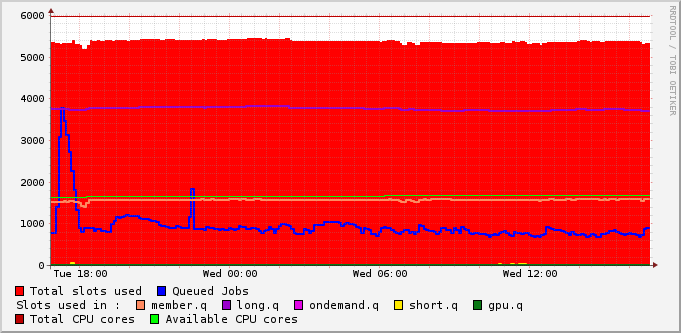 6000
5000
4000
3000
2000
1000
0
Tue 18:00 Wed 00:00 Wed 06:00 Wed 12:00
Total slots used Queued Jobs
Slots used in : member.q long.q ondemand.q short.q gpu.q
Total CPU cores Available CPU cores
RRDTOOL / TOBI OETIKER